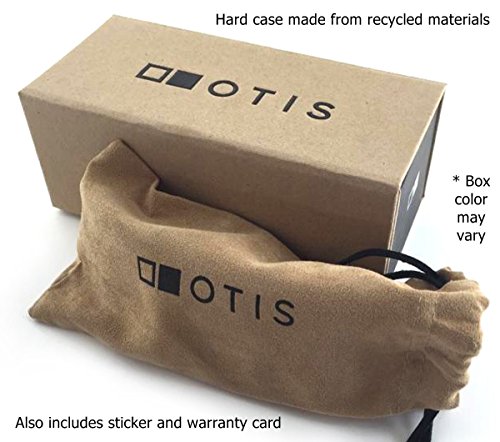 Hard case made from recycled materials
OTIS
* Box
color
may
vary
OTIS
Also includes sticker and warranty card